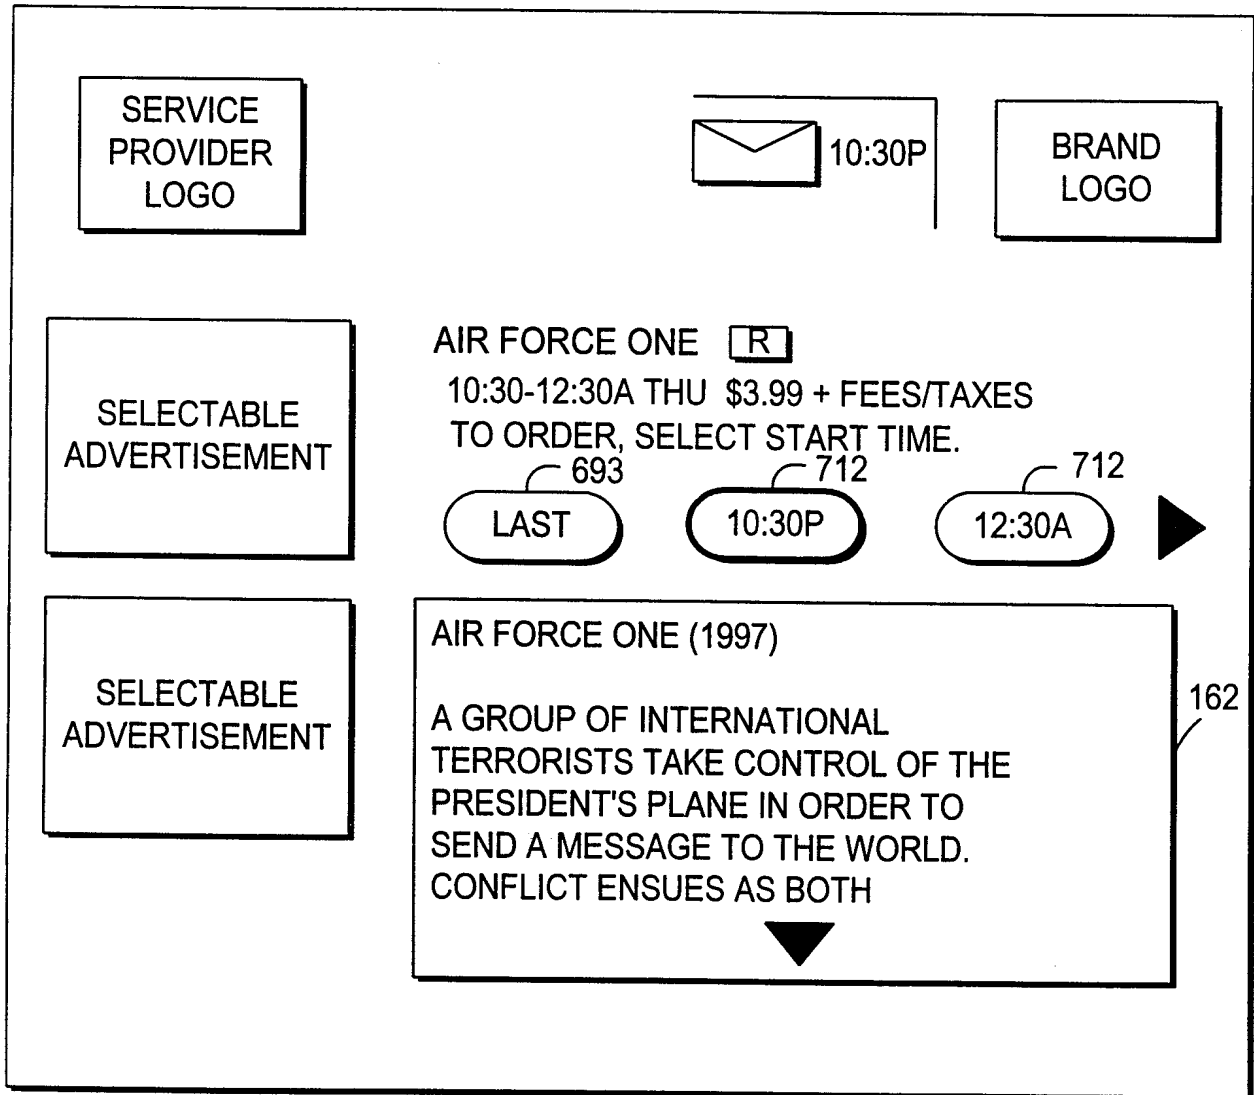 SERVICE
PROVIDER
LOGO
10:30P
BRAND
LOGO
SELECTABLE
ADVERTISEMENT
AIR FORCE ONE R
10:30-12:30A THU $3.99 + FEES/TAXES
TO ORDER, SELECT START TIME.
693 712 712
LAST 10:30P 12:30A
SELECTABLE
ADVERTISEMENT
AIR FORCE ONE (1997)
A GROUP OF INTERNATIONAL
TERRORISTS TAKE CONTROL OF THE
PRESIDENT'S PLANE IN ORDER TO
SEND A MESSAGE TO THE WORLD.
CONFLICT ENSUES AS BOTH
162